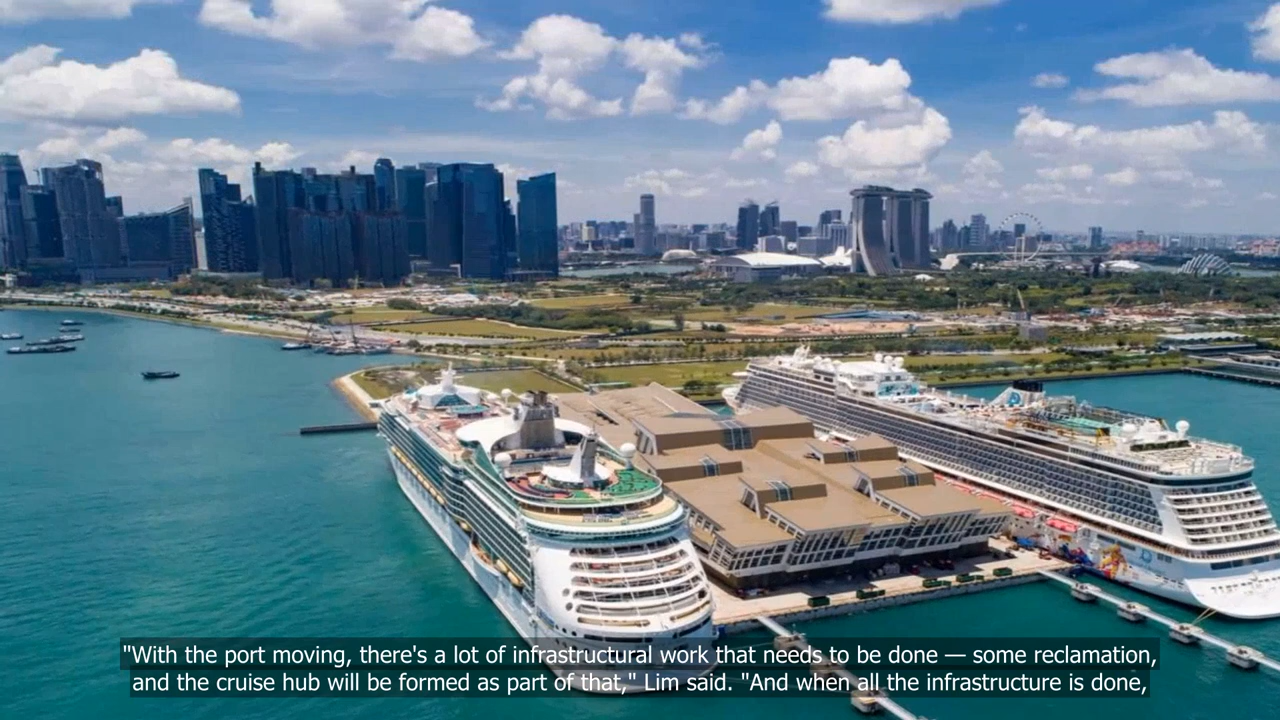 "With the port moving, there's a lot of infrastructural work that needs to be done — some reclamation,
and the cruise hub will be formed as part of that," Lim said. "And when all the infrastructure is done,